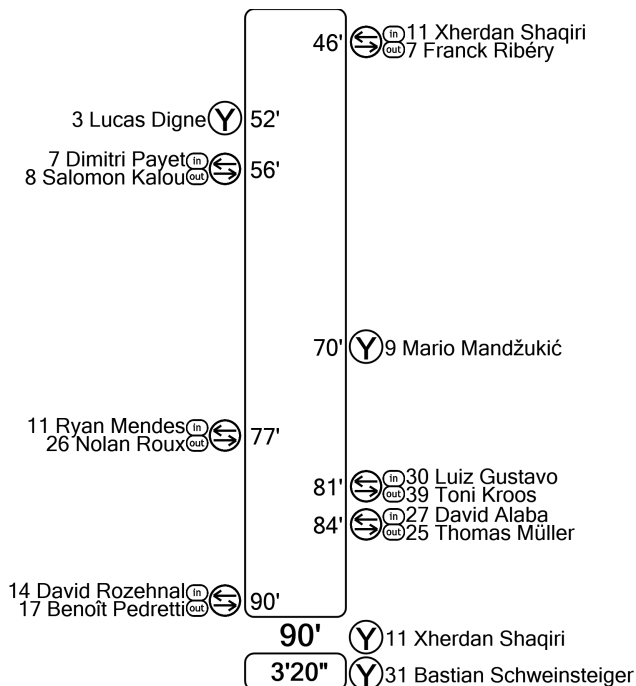 46' in 11 Xherdan Shaqiri
out 7 Franck Ribéry
3 Lucas Digne Y 52'
7 Dimitri Payet in
8 Salomon Kalou out 56'
70' Y 9 Mario Mandžukić
11 Ryan Mendes in
26 Nolan Roux out 77'
81' in 30 Luiz Gustavo
out 39 Toni Kroos
84' in 27 David Alaba
out 25 Thomas Müller
14 David Rozehnal in
17 Benoît Pedretti out 90'
90' Y 11 Xherdan Shaqiri
3'20" Y 31 Bastian Schweinsteiger